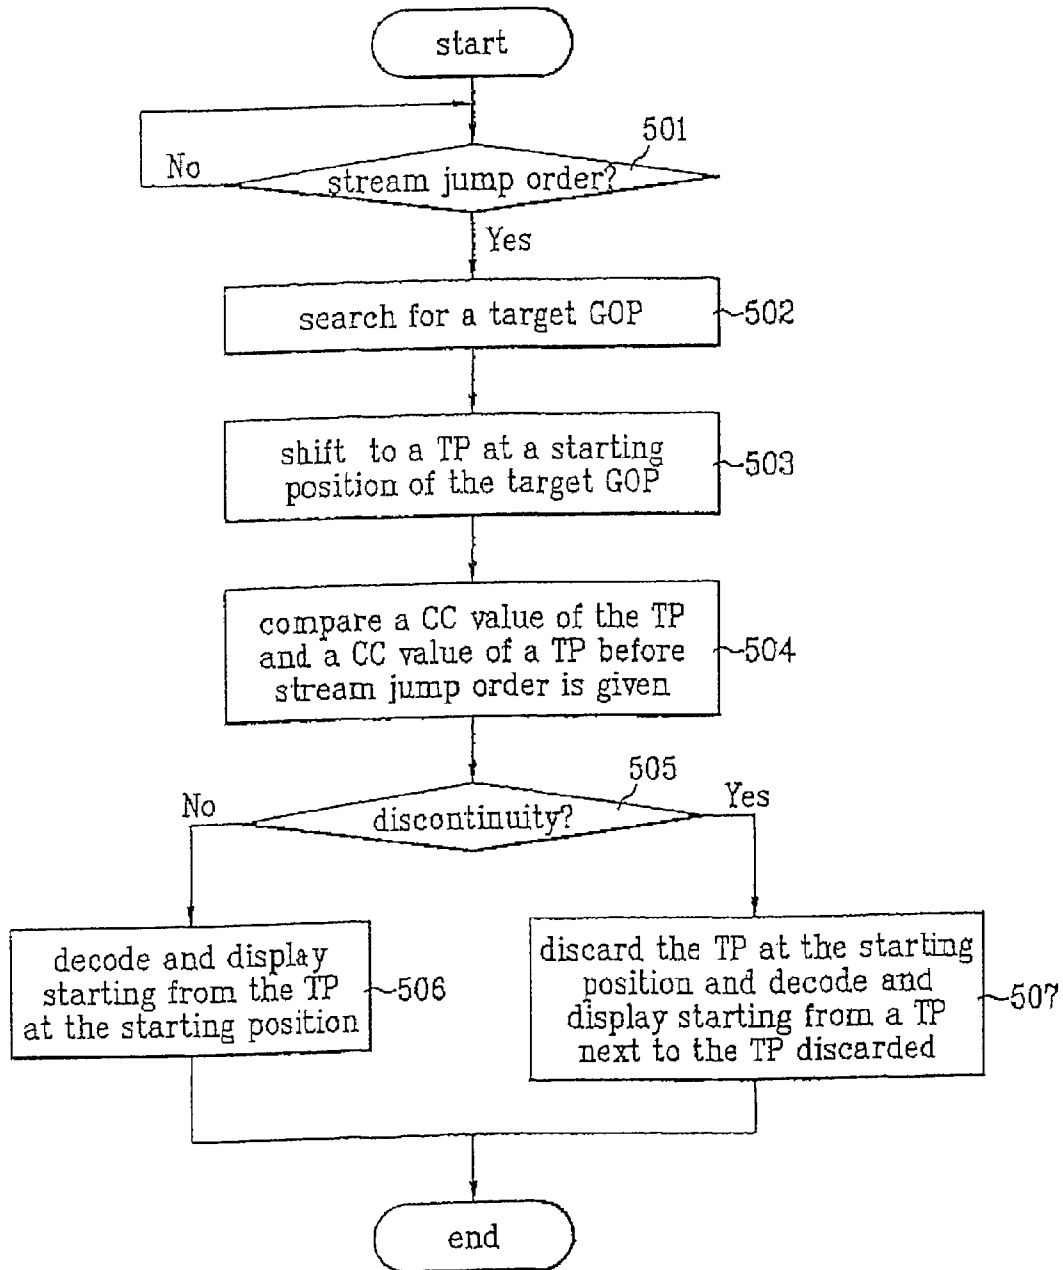 start
501
No
stream jump order?
Yes
search for a target GOP
502
shift to a TP at a starting
position of the target GOP
503
compare a CC value of the TP
and a CC value of a TP before
stream jump order is given
504
505
No
discontinuity?
Yes
decode and display
starting from the TP
at the starting position
506
discard the TP at the starting
position and decode and
display starting from a TP
next to the TP discarded
507
end